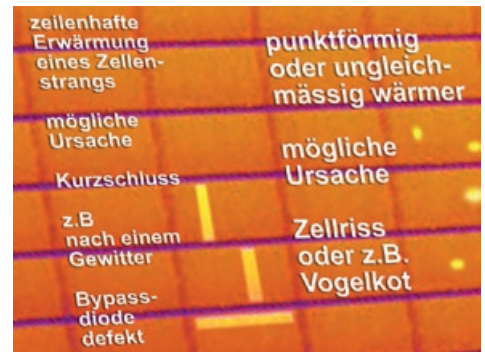 zeilenhafte
Erwärmung
eines Zellen-
strangs
mögliche
Ursache
Kurzschluss
z.B
nach einem
Gewitter
Bypass-
diode
defekt
punktförmig
oder ungleich-
mässig wärmer
mögliche
Ursache
Zellriss
oder z.B.
Vogelkot